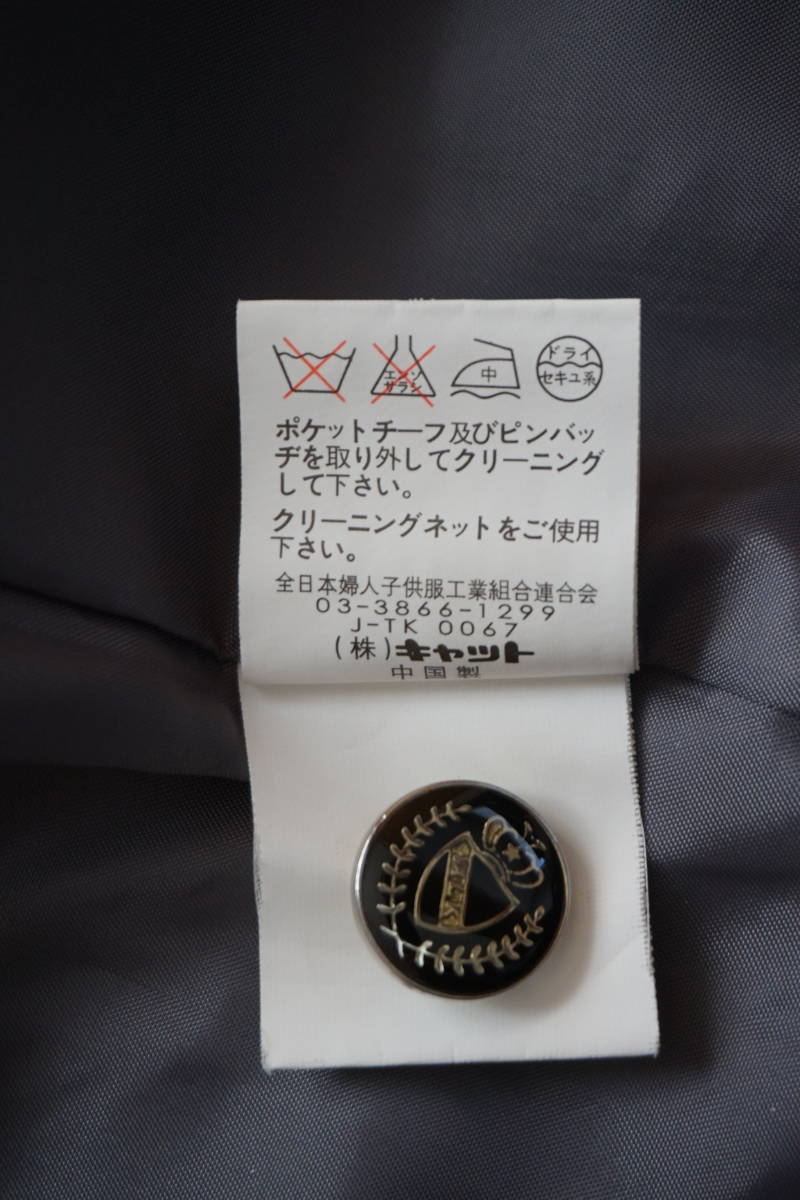 エンソ
サラシ
中
ドライ
セキユ系
ポケットチーフ及びピンバッ
ヂを取り外してクリーニング
して下さい。
クリーニングネットをご使用
下さい。
全日本婦人子供服工業組合連合会
03-3866-1299
J-TK 0067
(株)キャット
中国製